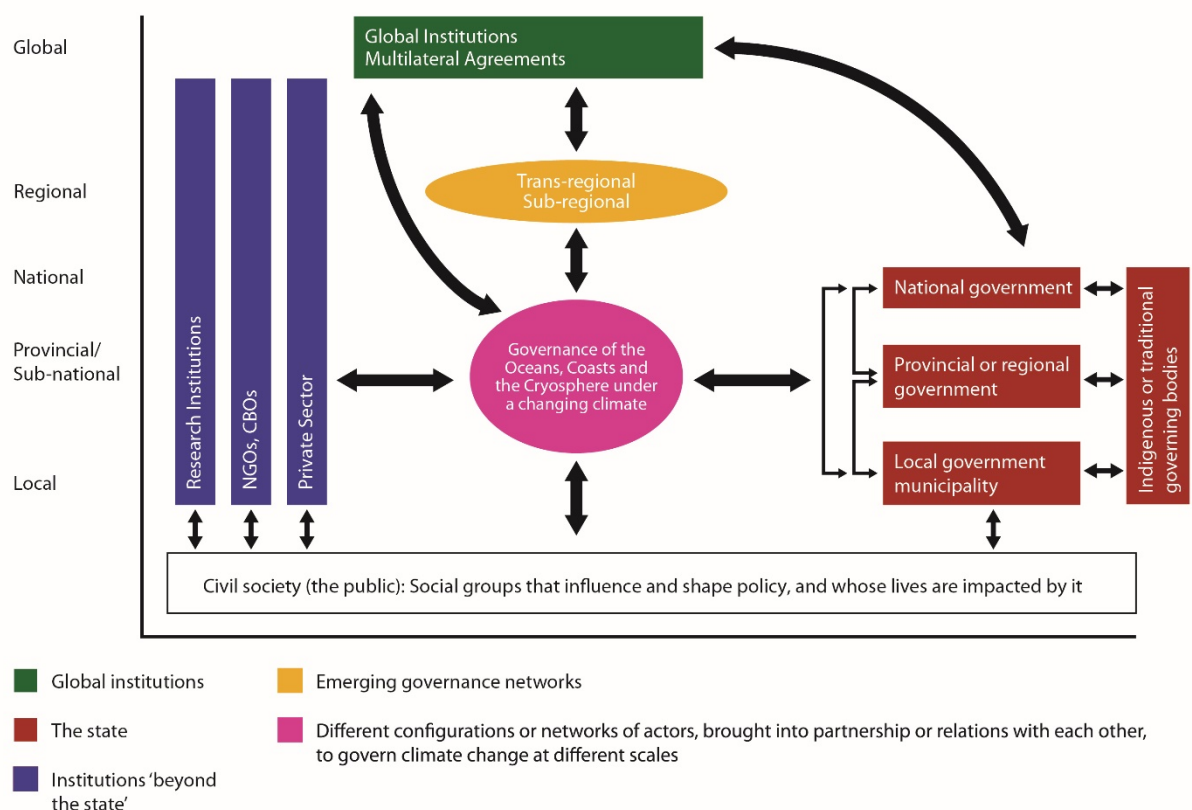 Global
Regional
National
Provincial/
Sub-national
Local
Global Institutions
Multilateral Agreements
Trans-regional
Sub-regional
Governance of the
Oceans, Coasts and
the Cryosphere under
a changing climate
Research Institutions
NGOs, CBOs
Private Sector
National government
Provincial or regional
government
Local government
municipality
Indigenous or traditional
governing bodies
Civil society (the public): Social groups that influence and shape policy, and whose lives are impacted by it
Global institutions
The state
Institutions ‘beyond
the state’
Emerging governance networks
Different configurations or networks of actors, brought into partnership or relations with each other,
to govern climate change at different scales